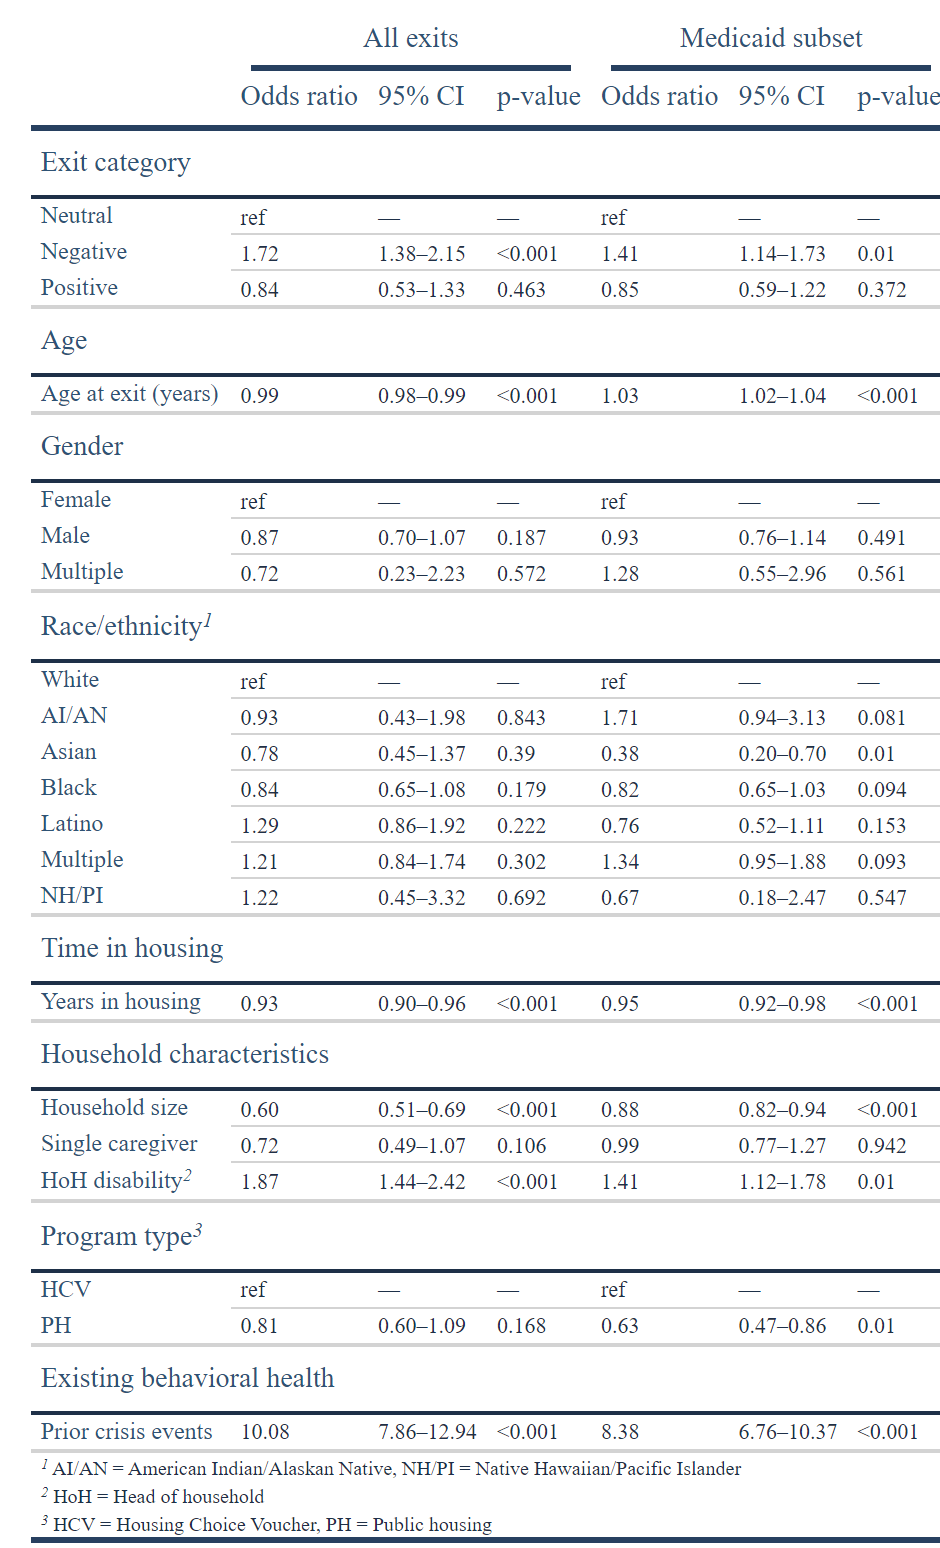 All exits Medicaid subset
Odds ratio 95% CI p-value Odds ratio 95% CI p-value
Exit category
Neutral ref — — ref — —
Negative 1.72 1.38–2.15 <0.001 1.41 1.14–1.73 0.01
Positive 0.84 0.53–1.33 0.463 0.85 0.59–1.22 0.372
Age
Age at exit (years) 0.99 0.98–0.99 <0.001 1.03 1.02–1.04 <0.001
Gender
Female ref — — ref — —
Male 0.87 0.70–1.07 0.187 0.93 0.76–1.14 0.491
Multiple 0.72 0.23–2.23 0.572 1.28 0.55–2.96 0.561
Race/ethnicity1
White ref — — ref — —
AI/AN 0.93 0.43–1.98 0.843 1.71 0.94–3.13 0.081
Asian 0.78 0.45–1.37 0.39 0.38 0.20–0.70 0.01
Black 0.84 0.65–1.08 0.179 0.82 0.65–1.03 0.094
Latino 1.29 0.86–1.92 0.222 0.76 0.52–1.11 0.153
Multiple 1.21 0.84–1.74 0.302 1.34 0.95–1.88 0.093
NH/PI 1.22 0.45–3.32 0.692 0.67 0.18–2.47 0.547
Time in housing
Years in housing 0.93 0.90–0.96 <0.001 0.95 0.92–0.98 <0.001
Household characteristics
Household size 0.60 0.51–0.69 <0.001 0.88 0.82–0.94 <0.001
Single caregiver 0.72 0.49–1.07 0.106 0.99 0.77–1.27 0.942
HoH disability2 1.87 1.44–2.42 <0.001 1.41 1.12–1.78 0.01
Program type3
HCV ref — — ref — —
PH 0.81 0.60–1.09 0.168 0.63 0.47–0.86 0.01
Existing behavioral health
Prior crisis events 10.08 7.86–12.94 <0.001 8.38 6.76–10.37 <0.001
1 AI/AN = American Indian/Alaskan Native, NH/PI = Native Hawaiian/Pacific Islander
2 HoH = Head of household
3 HCV = Housing Choice Voucher, PH = Public housing